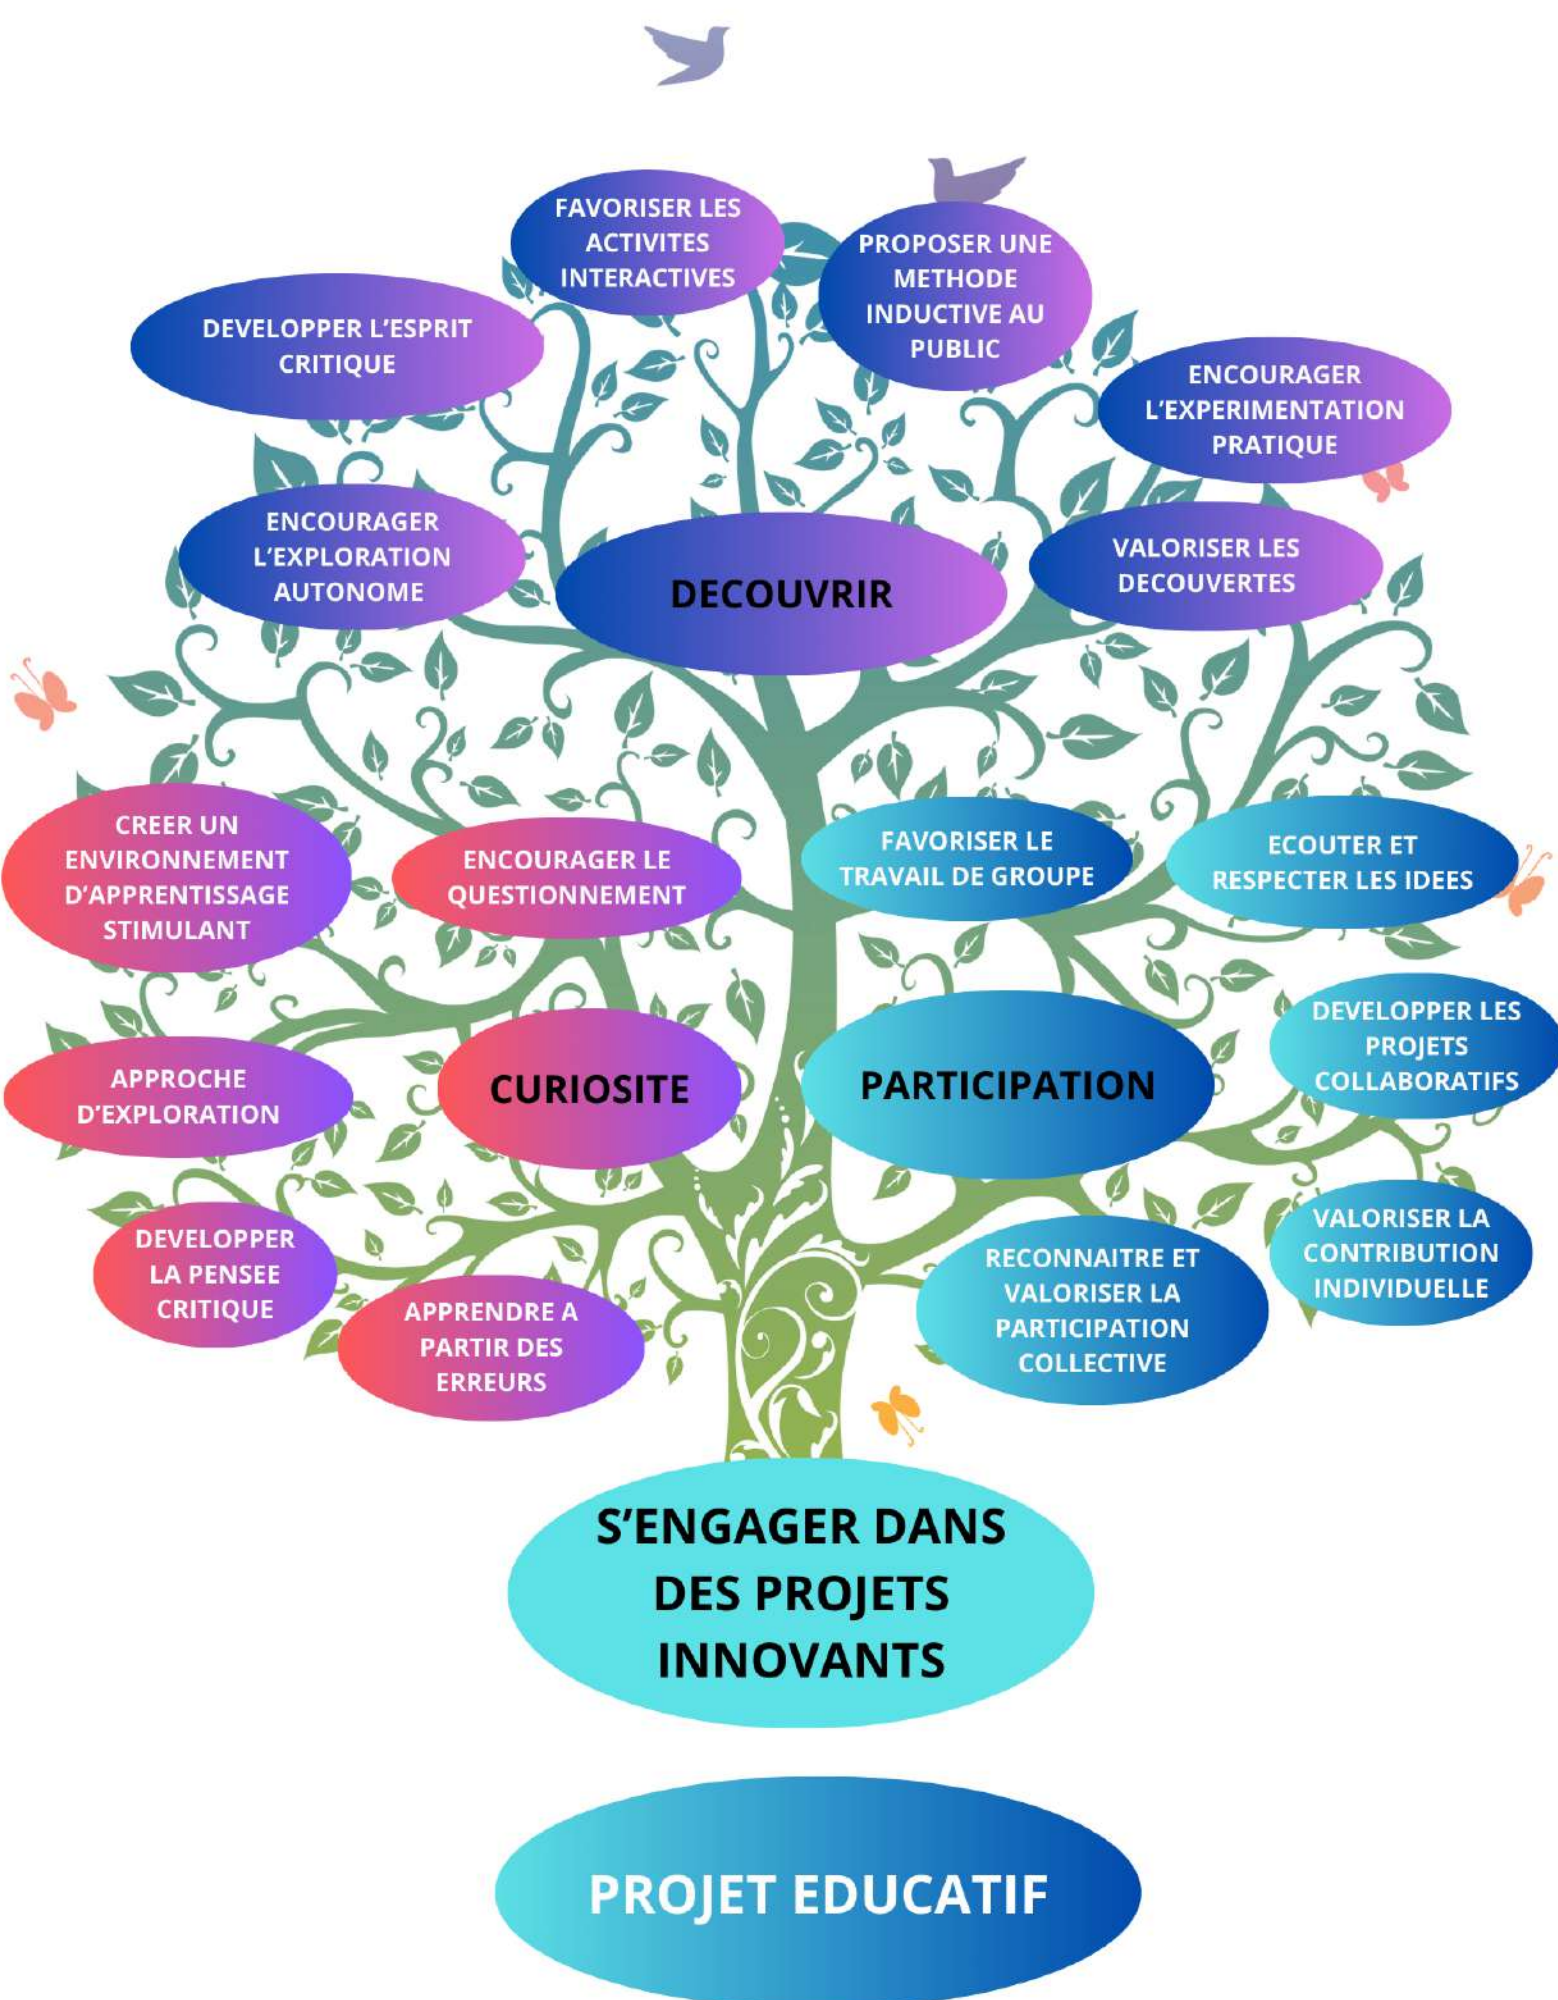 FAVORISER LES
ACTIVITES
INTERACTIVES
PROPOSER UNE
METHODE
INDUCTIVE AU
PUBLIC
DEVELOPPER L'ESPRIT
CRITIQUE
ENCOURAGER
L'EXPERIMENTATION
PRATIQUE
ENCOURAGER
L'EXPLORATION
AUTONOME
DECOUVRIR
VALORISER LES
DECOUVERTES
CREER UN
ENVIRONNEMENT
D'APPRENTISSAGE
STIMULANT
ENCOURAGER LE
QUESTIONNEMENT
FAVORISER LE
TRAVAIL DE GROUPE
ECOUTER ET
RESPECTER LES IDEES
APPROCHE
D'EXPLORATION
CURIOSITE
PARTICIPATION
DEVELOPPER LES
PROJETS
COLLABORATIFS
DEVELOPPER
LA PENSEE
CRITIQUE
APPRENDRE A
PARTIR DES
ERREURS
RECONNAITRE ET
VALORISER LA
PARTICIPATION
COLLECTIVE
VALORISER LA
CONTRIBUTION
INDIVIDUELLE
S'ENGAGER DANS
DES PROJETS
INNOVANTS
PROJET EDUCATIF